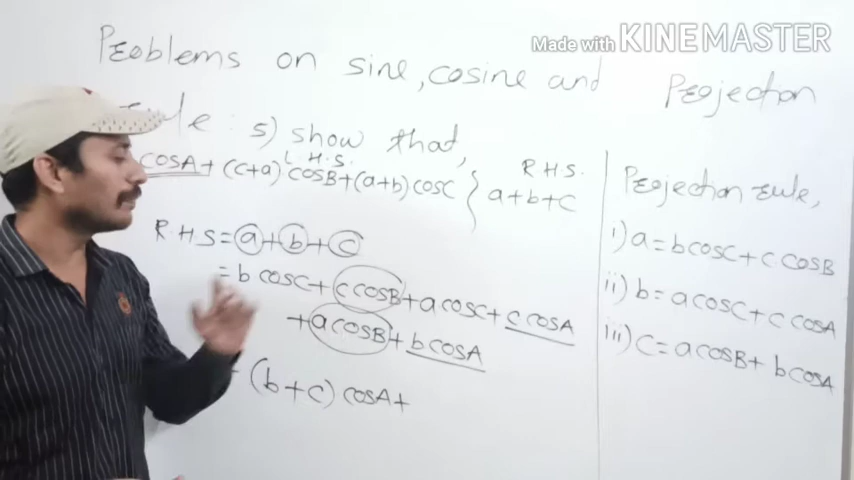 Made with KINEMASTER
Problems on sine, cosine and Projection
rule : 5) show that,
L.H.S. R.H.S.
cosA + (c+a) cosB+(a+b) cosC } a+b+c
R.H.S = a + b + c
= b cosC + c cosB + a cosC + c cosA
+ a cosB + b cosA
(b+c) cosA +
Projection rule,
i) a = b cosC + c cosB
ii) b = a cosC + c cosA
iii) c = a cosB + b cosA